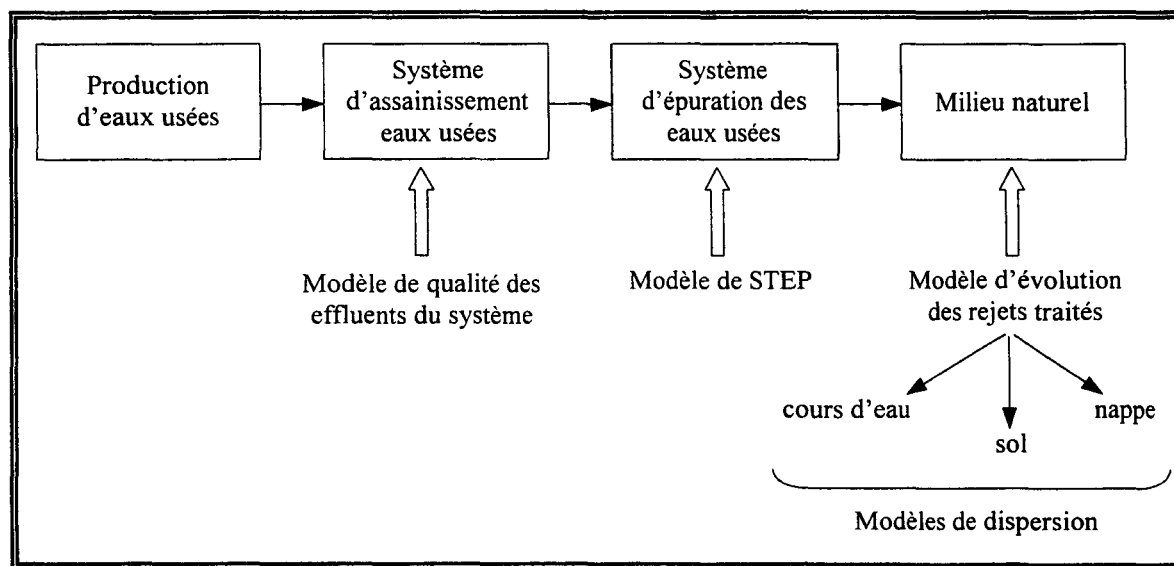 Production
d'eaux usées
Système
d'assainissement
eaux usées
Système
d'épuration des
eaux usées
Milieu naturel
Modèle de qualité des
effluents du système
Modèle de STEP
Modèle d'évolution
des rejets traités
cours d'eau
sol
nappe
Modèles de dispersion